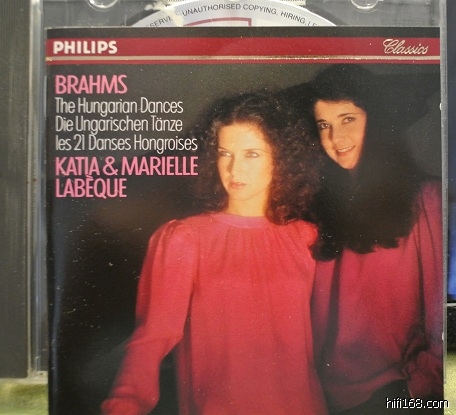 UNAUTHORISED COPYING, HIRING, LE
PHILIPS
Classics
BRAHMS
The Hungarian Dances
Die Ungarischen Tänze
les 21 Danses Hongroises
KATIA & MARIELLE
LABÈQUE
hifi168.com